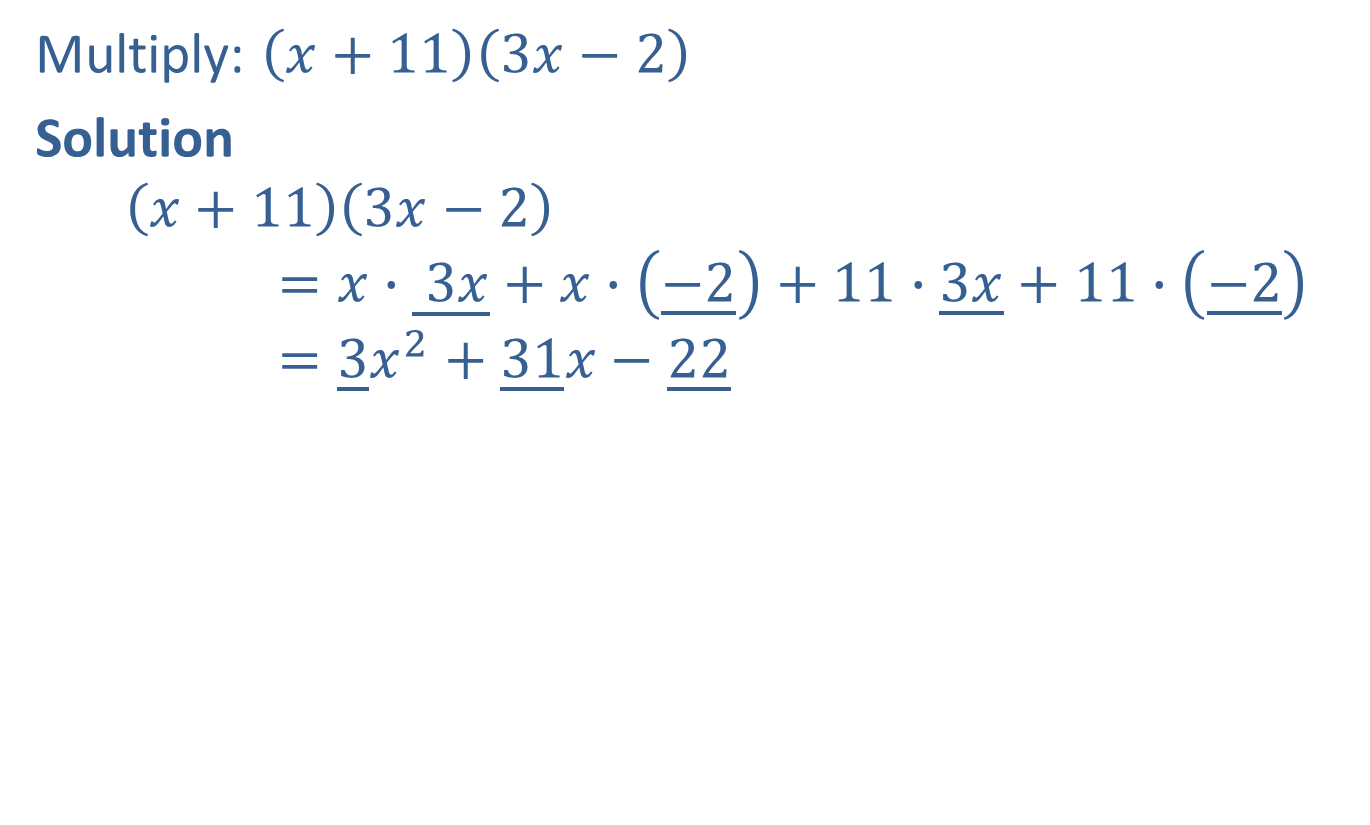 Multiply: (x + 11)(3x − 2)
Solution
(x + 11)(3x − 2)
= x · 3x + x · (−2) + 11 · 3x + 11 · (−2)
= 3x² + 31x − 22